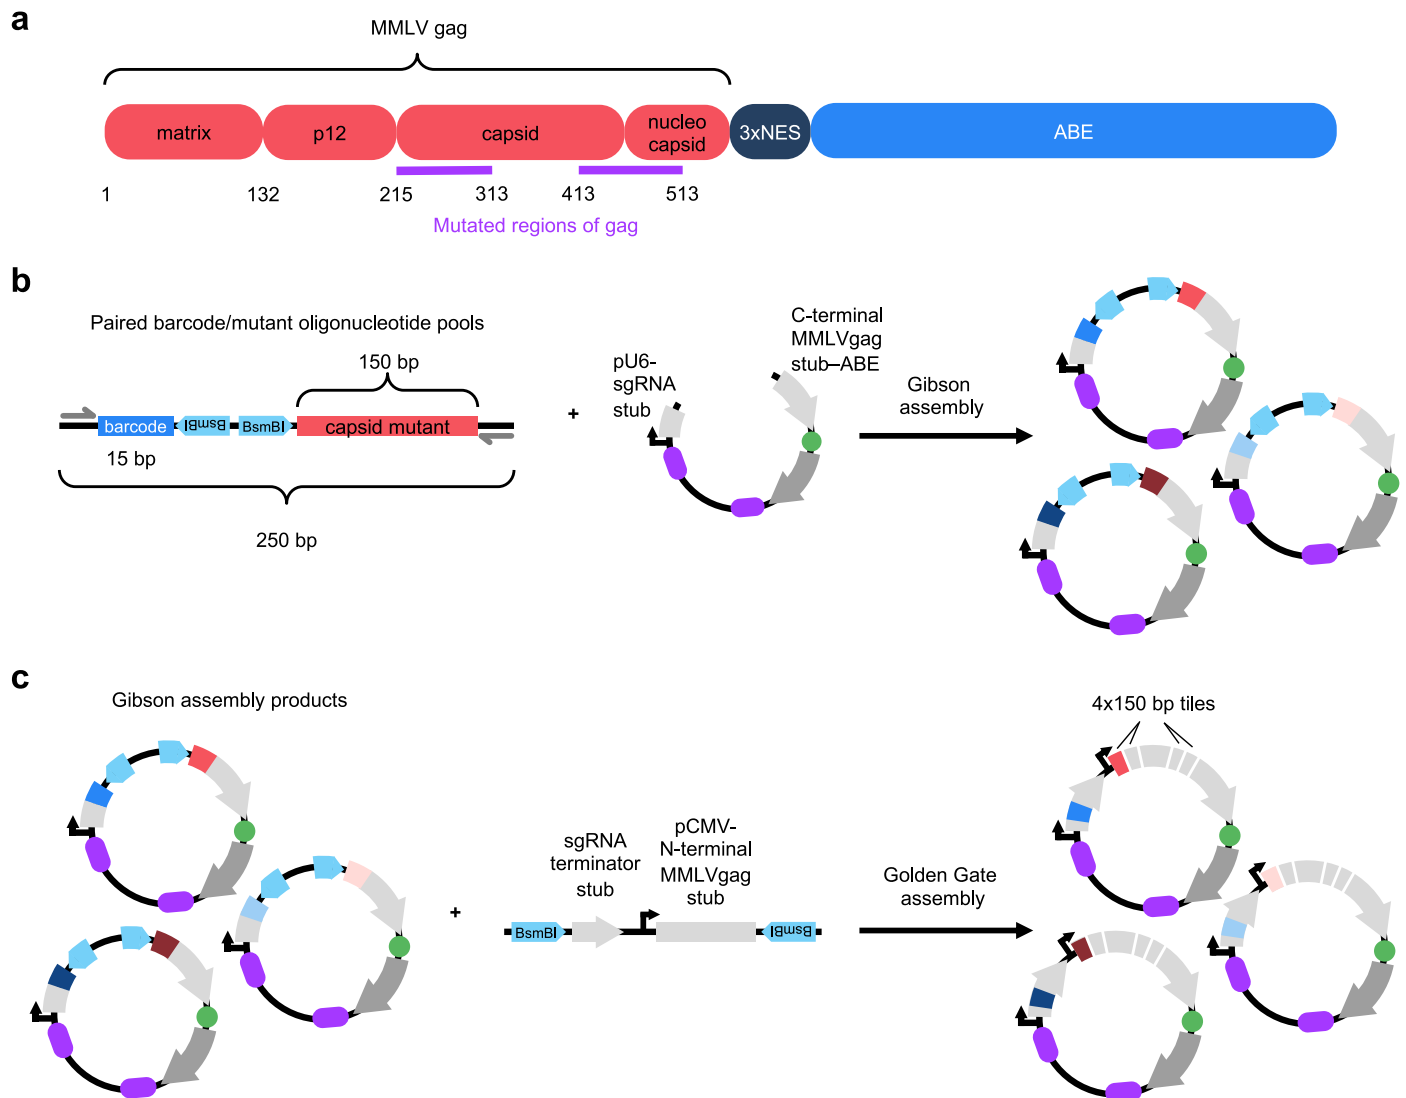 a
MMLV gag
matrix
p12
capsid
nucleo
capsid
3xNES
ABE
1
132
215
313
413
513
Mutated regions of gag
b
Paired barcode/mutant oligonucleotide pools
150 bp
barcode
BsmBI
BsmBI
capsid mutant
15 bp
250 bp
+
pU6-
sgRNA
stub
C-terminal
MMLVgag
stub–ABE
Gibson
assembly
c
Gibson assembly products
+
sgRNA
terminator
stub
pCMV-
N-terminal
MMLVgag
stub
BsmBI
BsmBI
Golden Gate
assembly
4x150 bp tiles